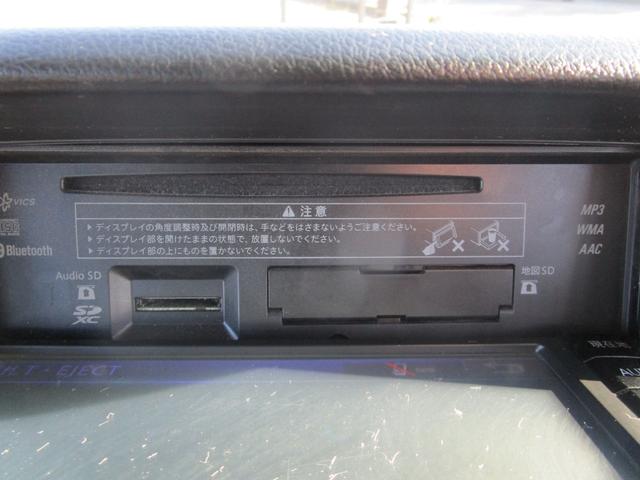 VICS
Bluetooth
⚠注意
▶ディスプレイの角度調整時及び開閉時は、手などをはさまないようご注意ください。
▶ディスプレイ部を開けたままの状態で、放置しないでください。
▶ディスプレイ部の上にものを置かないでください。
MP3
WMA
AAC
Audio SD
SD
XC
地図SD
・EJECT
現在地
AU